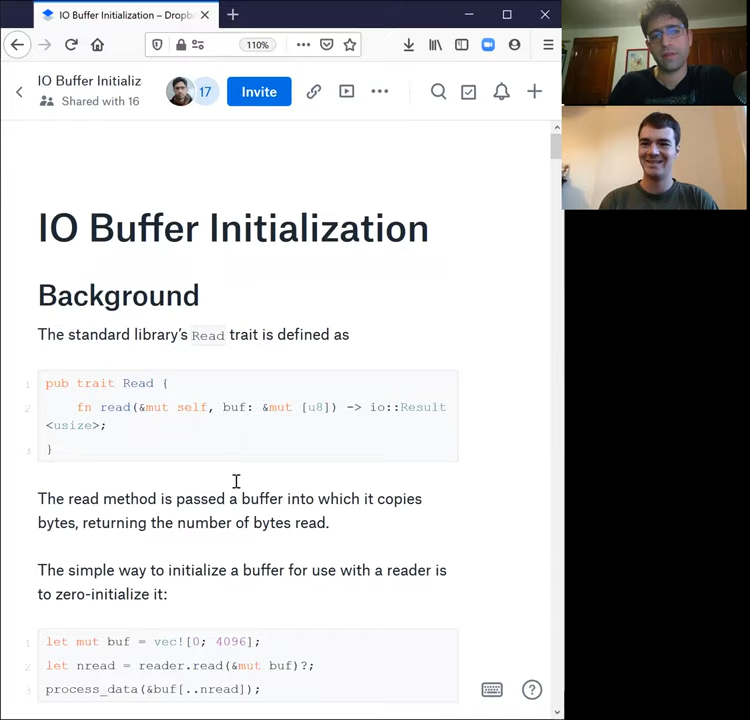 IO Buffer Initialization – Dropb
110%
IO Buffer Initializ
Shared with 16
17
Invite
IO Buffer Initialization
Background
The standard library's Read trait is defined as
1 pub trait Read {
2 fn read(&mut self, buf: &mut [u8]) -> io::Result
<usize>;
3 }
The read method is passed a buffer into which it copies
bytes, returning the number of bytes read.
The simple way to initialize a buffer for use with a reader is
to zero-initialize it:
1 let mut buf = vec![0; 4096];
2 let nread = reader.read(&mut buf)?;
3 process_data(&buf[..nread]);